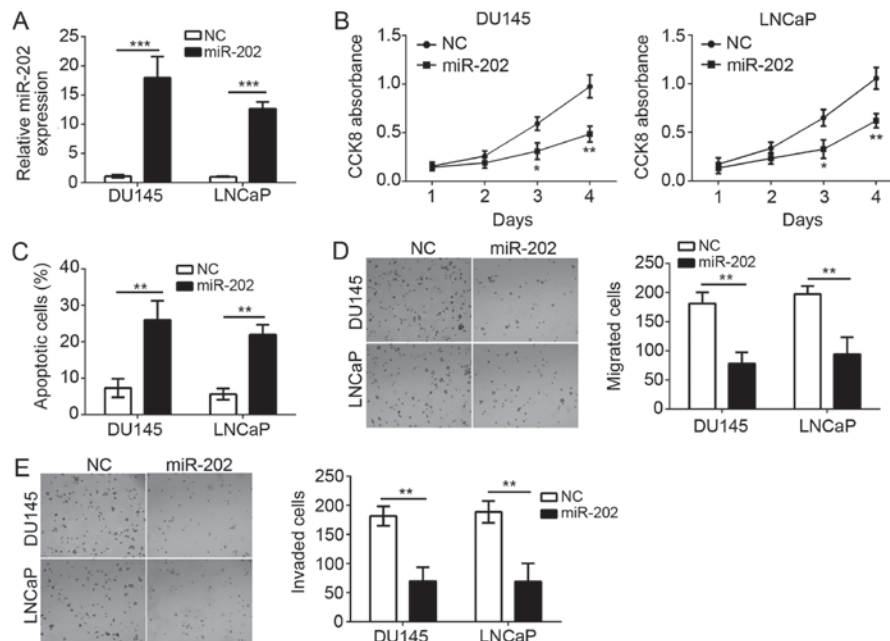 A
NC
miR-202
Relative miR-202
expression
25
20
15
10
5
0
***
***
DU145
LNCaP
B
DU145
NC
miR-202
CCK8 absorbance
1.5
1.0
0.5
0.0
*
**
1 2 3 4
Days
LNCaP
NC
miR-202
CCK8 absorbance
1.5
1.0
0.5
0.0
*
**
1 2 3 4
Days
C
NC
miR-202
Apoptotic cells (%)
40
30
20
10
0
**
**
DU145
LNCaP
D
NC
miR-202
DU145
LNCaP
NC
miR-202
Migrated cells
250
200
150
100
50
0
**
**
DU145
LNCaP
E
NC
miR-202
DU145
LNCaP
NC
miR-202
Invaded cells
250
200
150
100
50
0
**
**
DU145
LNCaP